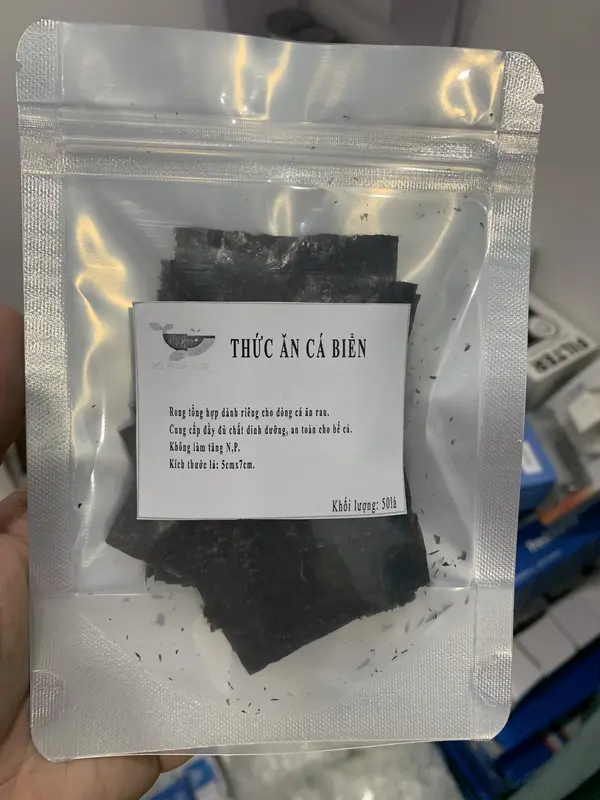 THỨC ĂN CÁ BIỂN
Rong tổng hợp dành riêng cho dòng cá ăn rau.
Cung cấp đầy đủ chất dinh dưỡng, an toàn cho bể cá.
Không làm tăng N,P.
Kích thước lá: 5cmx7cm.
Khối lượng: 50lá
FILTER